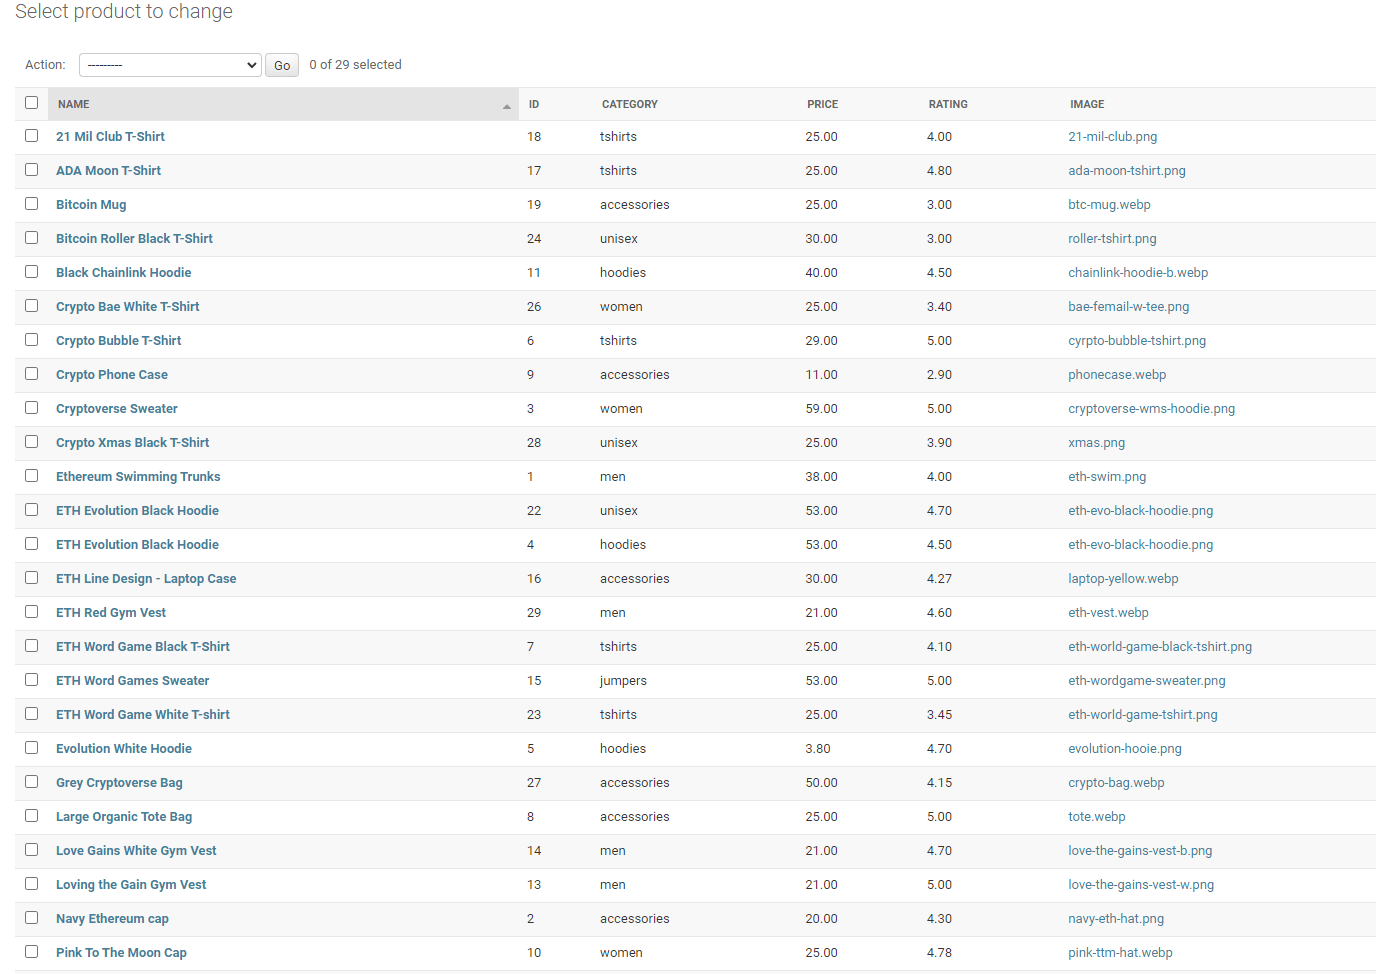 Select product to change
Action: --------- Go 0 of 29 selected
NAME ID CATEGORY PRICE RATING IMAGE
21 Mil Club T-Shirt 18 tshirts 25.00 4.00 21-mil-club.png
ADA Moon T-Shirt 17 tshirts 25.00 4.80 ada-moon-tshirt.png
Bitcoin Mug 19 accessories 25.00 3.00 btc-mug.webp
Bitcoin Roller Black T-Shirt 24 unisex 30.00 3.00 roller-tshirt.png
Black Chainlink Hoodie 11 hoodies 40.00 4.50 chainlink-hoodie-b.webp
Crypto Bae White T-Shirt 26 women 25.00 3.40 bae-femail-w-tee.png
Crypto Bubble T-Shirt 6 tshirts 29.00 5.00 cyrpto-bubble-tshirt.png
Crypto Phone Case 9 accessories 11.00 2.90 phonecase.webp
Cryptoverse Sweater 3 women 59.00 5.00 cryptoverse-wms-hoodie.png
Crypto Xmas Black T-Shirt 28 unisex 25.00 3.90 xmas.png
Ethereum Swimming Trunks 1 men 38.00 4.00 eth-swim.png
ETH Evolution Black Hoodie 22 unisex 53.00 4.70 eth-evo-black-hoodie.png
ETH Evolution Black Hoodie 4 hoodies 53.00 4.50 eth-evo-black-hoodie.png
ETH Line Design - Laptop Case 16 accessories 30.00 4.27 laptop-yellow.webp
ETH Red Gym Vest 29 men 21.00 4.60 eth-vest.webp
ETH Word Game Black T-Shirt 7 tshirts 25.00 4.10 eth-world-game-black-tshirt.png
ETH Word Games Sweater 15 jumpers 53.00 5.00 eth-wordgame-sweater.png
ETH Word Game White T-shirt 23 tshirts 25.00 3.45 eth-world-game-tshirt.png
Evolution White Hoodie 5 hoodies 3.80 4.70 evolution-hooie.png
Grey Cryptoverse Bag 27 accessories 50.00 4.15 crypto-bag.webp
Large Organic Tote Bag 8 accessories 25.00 5.00 tote.webp
Love Gains White Gym Vest 14 men 21.00 4.70 love-the-gains-vest-b.png
Loving the Gain Gym Vest 13 men 21.00 5.00 love-the-gains-vest-w.png
Navy Ethereum cap 2 accessories 20.00 4.30 navy-eth-hat.png
Pink To The Moon Cap 10 women 25.00 4.78 pink-ttm-hat.webp